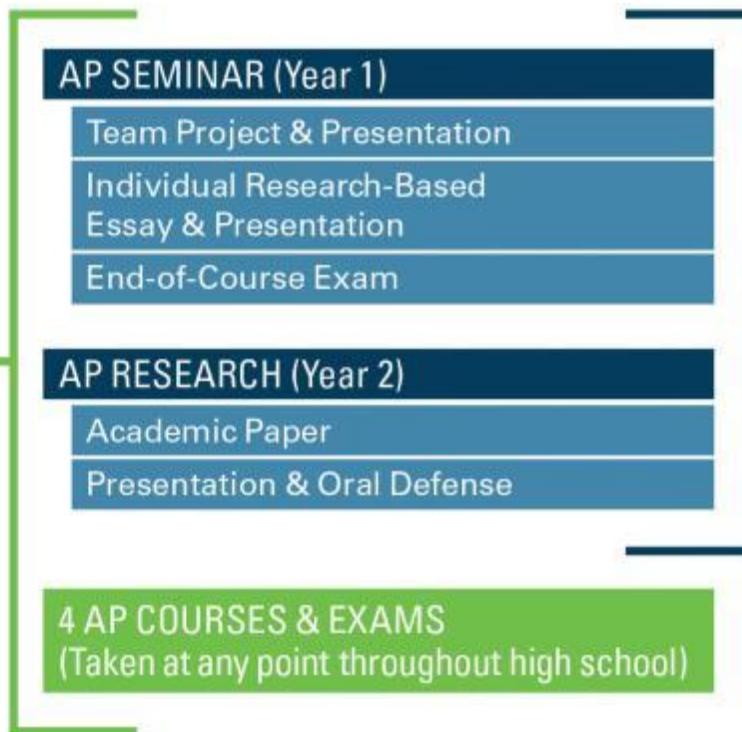 AP SEMINAR (Year 1)
Team Project & Presentation
Individual Research-Based
Essay & Presentation
End-of-Course Exam
AP RESEARCH (Year 2)
Academic Paper
Presentation & Oral Defense
4 AP COURSES & EXAMS
(Taken at any point throughout high school)